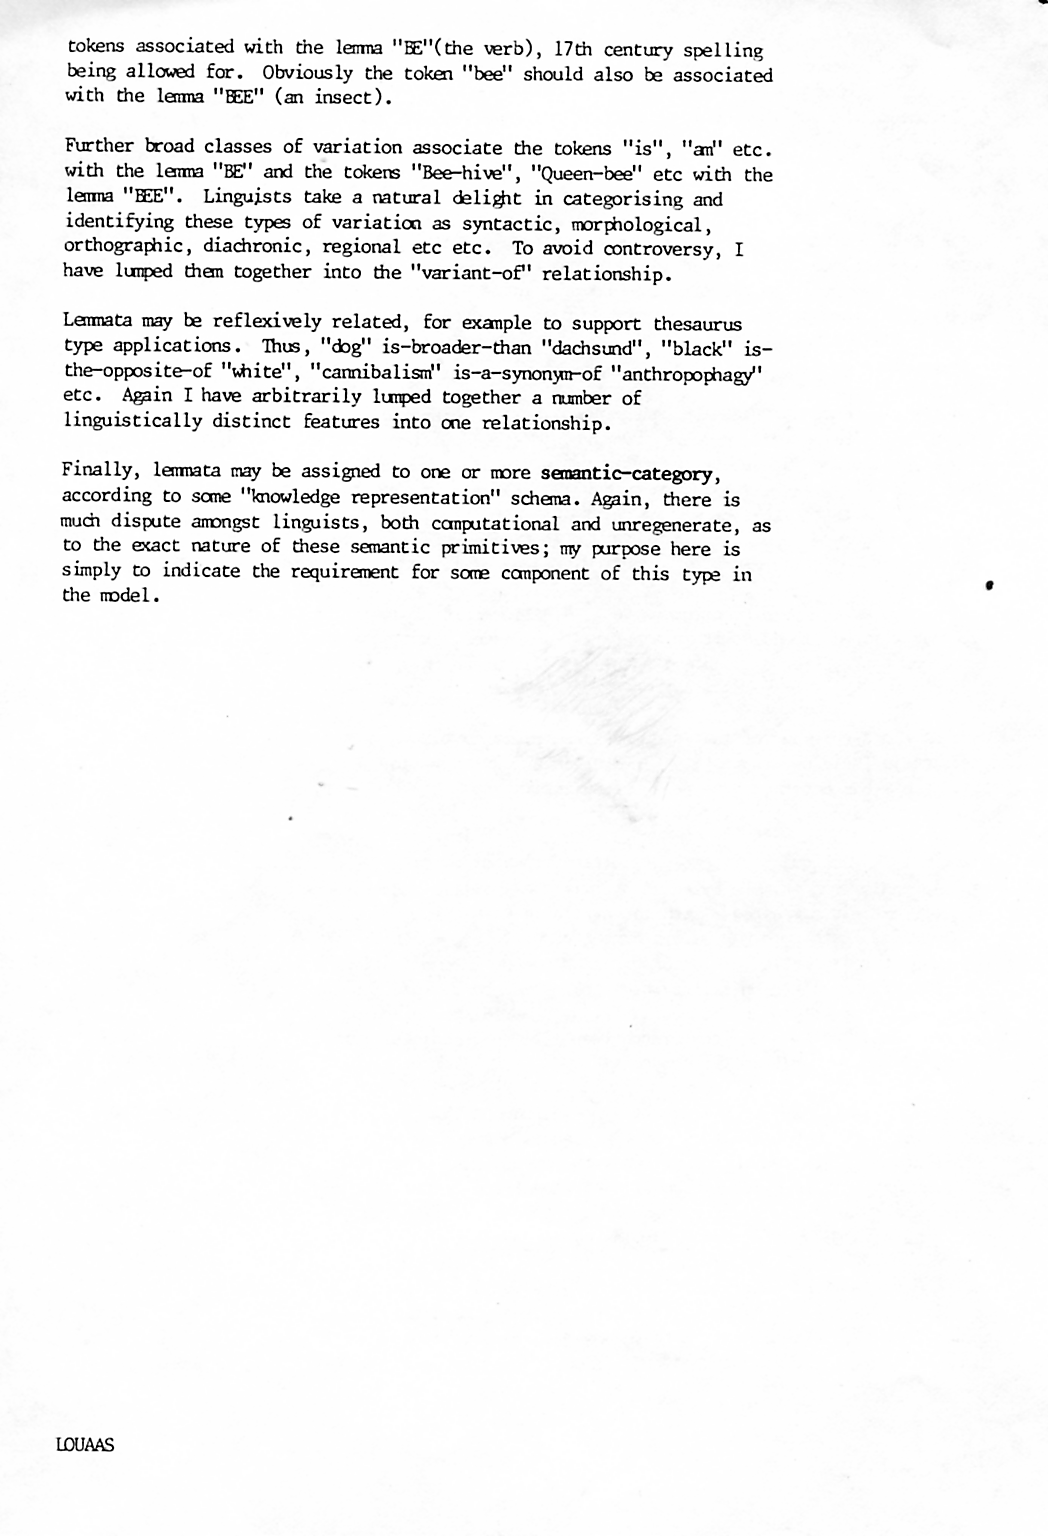 tokens associated with the lemma "BE"(the verb), 17th century spelling
being allowed for.  Obviously the token "bee" should also be associated
with the lemma "BEE" (an insect).

Further broad classes of variation associate the tokens "is", "am" etc.
with the lemma "BE" and the tokens "Bee-hive", "Queen-bee" etc with the
lemma "BEE".  Linguists take a natural delight in categorising and
identifying these types of variation as syntactic, morphological,
orthographic, diachronic, regional etc etc.  To avoid controversy, I
have lumped them together into the "variant-of" relationship.

Lemmata may be reflexively related, for example to support thesaurus
type applications.  Thus, "dog" is-broader-than "dachsund", "black" is-
the-opposite-of "white", "cannibalism" is-a-synonym-of "anthropophagy"
etc.  Again I have arbitrarily lumped together a number of
linguistically distinct features into one relationship.

Finally, lemmata may be assigned to one or more semantic-category,
according to some "knowledge representation" schema. Again, there is
much dispute amongst linguists, both computational and unregenerate, as
to the exact nature of these semantic primitives; my purpose here is
simply to indicate the requirement for some component of this type in
the model.

LOUAAS